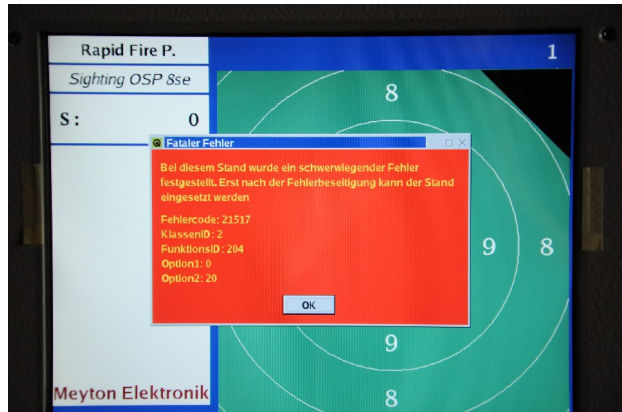 Rapid Fire P.
1
Sighting OSP 8se
S: 0
8
Fataler Fehler
Bei diesem Stand wurde ein schwerwiegender Fehler
festgestellt. Erst nach der Fehlerbeseitigung kann der Stand
eingesetzt werden
Fehlercode: 21517
KlassenID: 2
FunktionsID: 204
Option1: 0
Option2: 20
OK
9 8
9
8
Meyton Elektronik